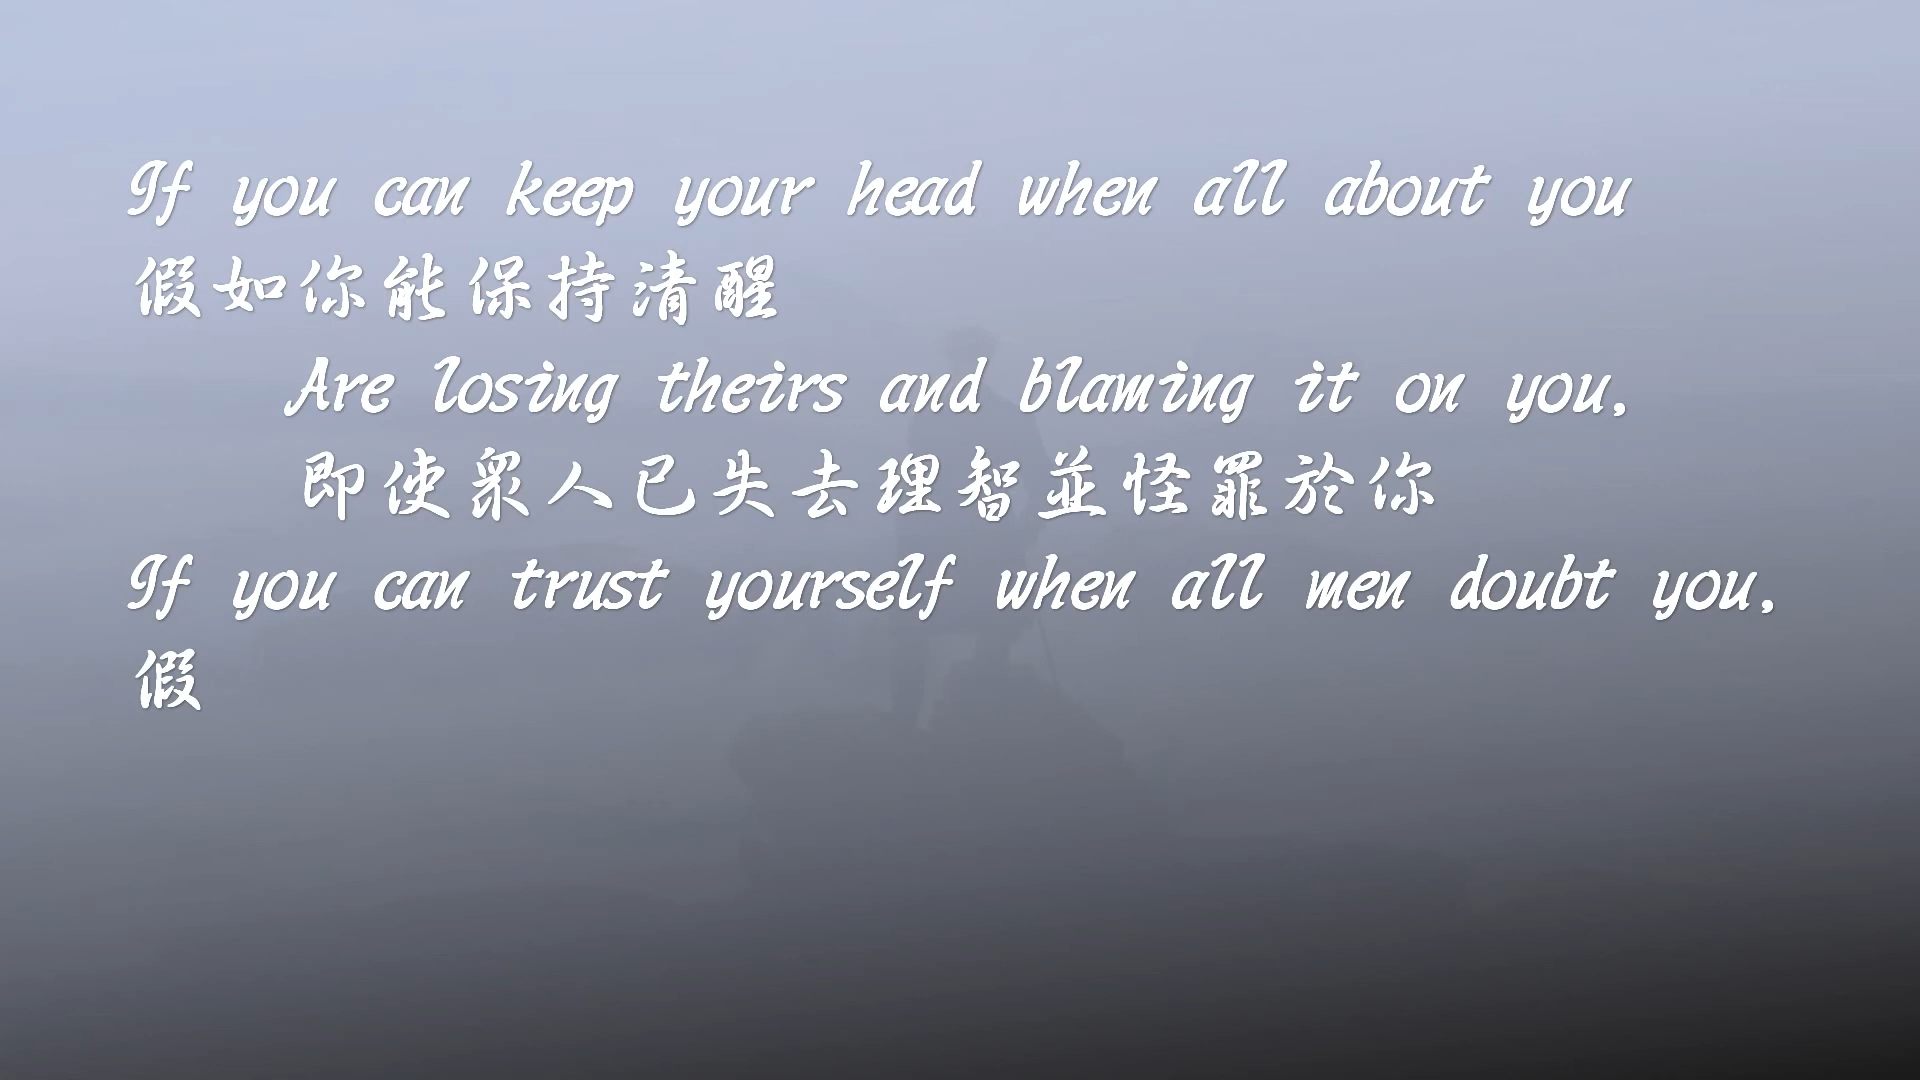 If you can keep your head when all about you
假如你能保持清醒
Are losing theirs and blaming it on you,
即使眾人已失去理智並怪罪於你
If you can trust yourself when all men doubt you,
假